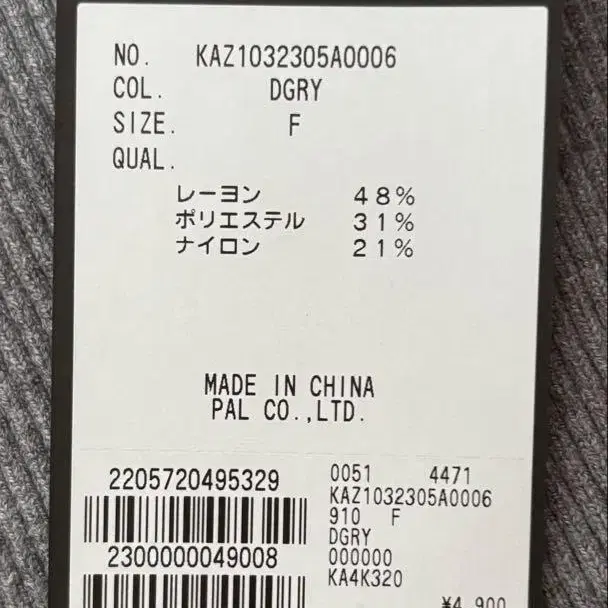 NO. KAZ1032305A0006
COL. DGRY
SIZE. F
QUAL.
レーヨン 48%
ポリエステル 31%
ナイロン 21%
MADE IN CHINA
PAL CO.,LTD.
2205720495329
2300000049008
0051 4471
KAZ1032305A0006
910 F
DGRY
000000
KA4K320
¥4,900